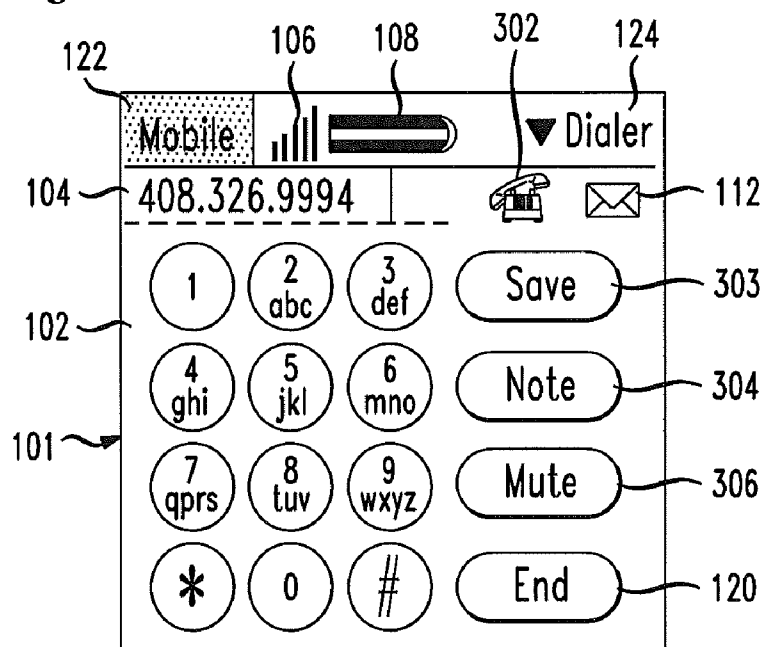 302
106 108 124
122
Mobile ▼ Dialer
104 408.326.9994 112
1 2 abc 3 def Save 303
102
4 ghi 5 jkl 6 mno Note 304
101
7 qprs 8 tuv 9 wxyz Mute 306
* 0 # End 120